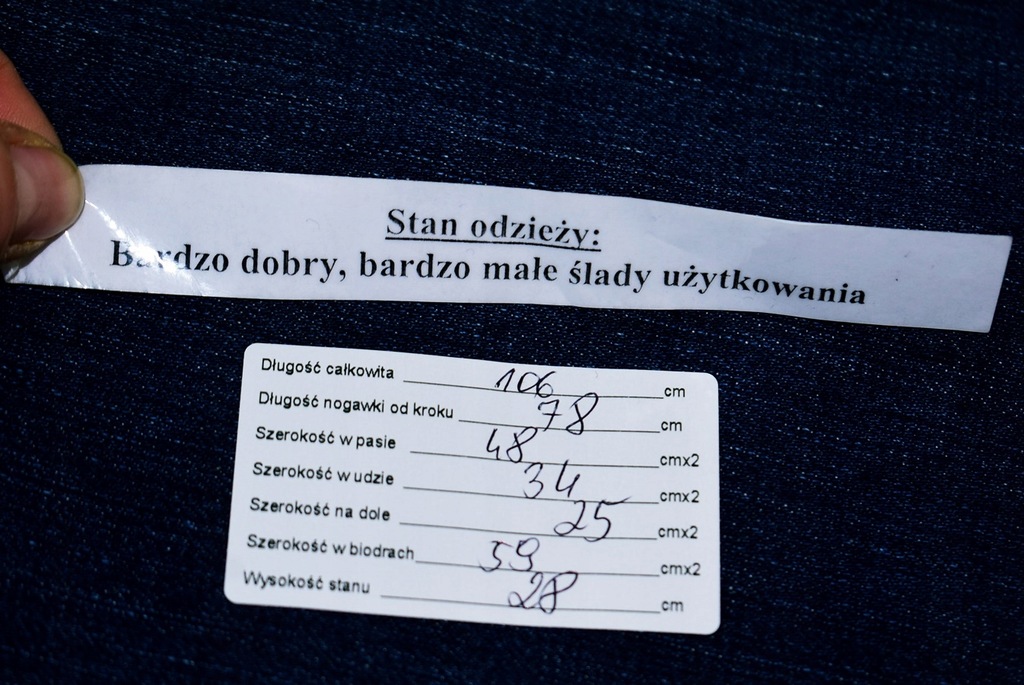 Stan odzieży:
Bardzo dobry, bardzo małe ślady użytkowania
Długość całkowita 106 cm
Długość nogawki od kroku 78 cm
Szerokość w pasie 48 cmx2
Szerokość w udzie 34 cmx2
Szerokość na dole 25 cmx2
Szerokość w biodrach 59 cmx2
Wysokość stanu 28 cm